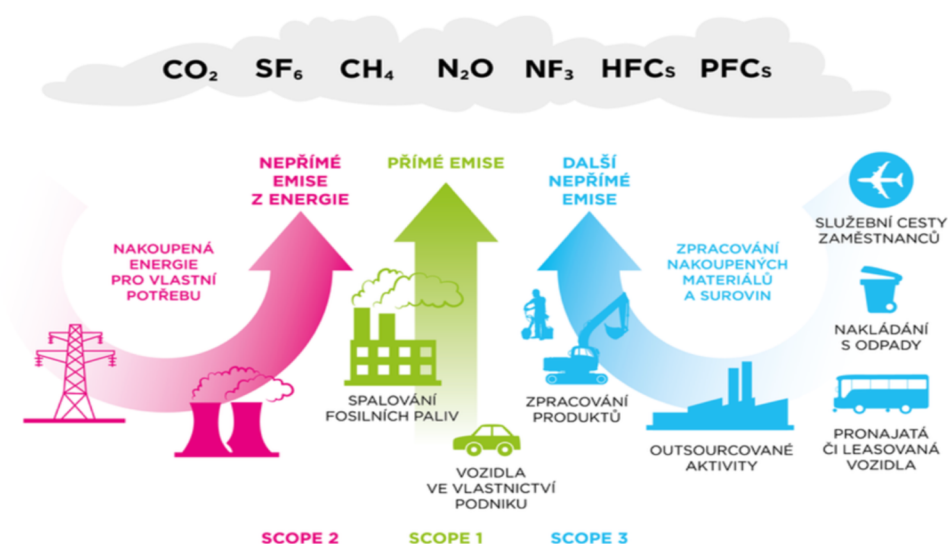 CO₂ SF₆ CH₄ N₂O NF₃ HFCs PFCs
NEPŘÍMÉ
EMISE
Z ENERGIE
PŘÍMÉ EMISE
DALŠÍ
NEPŘÍMÉ
EMISE
NAKOUPENÁ
ENERGIE
PRO VLASTNÍ
POTŘEBU
ZPRACOVÁNÍ
NAKOUPENÝCH
MATERIÁLŮ
A SUROVIN
SLUŽEBNÍ CESTY
ZAMĚSTNANCŮ
NAKLÁDÁNÍ
S ODPADY
SPALOVÁNÍ
FOSILNÍCH PALIV
ZPRACOVÁNÍ
PRODUKTŮ
OUTSOURCOVANÉ
AKTIVITY
PRONAJATÁ
ČI LEASOVANÁ
VOZIDLA
VOZIDLA
VE VLASTNICTVÍ
PODNIKU
SCOPE 2
SCOPE 1
SCOPE 3